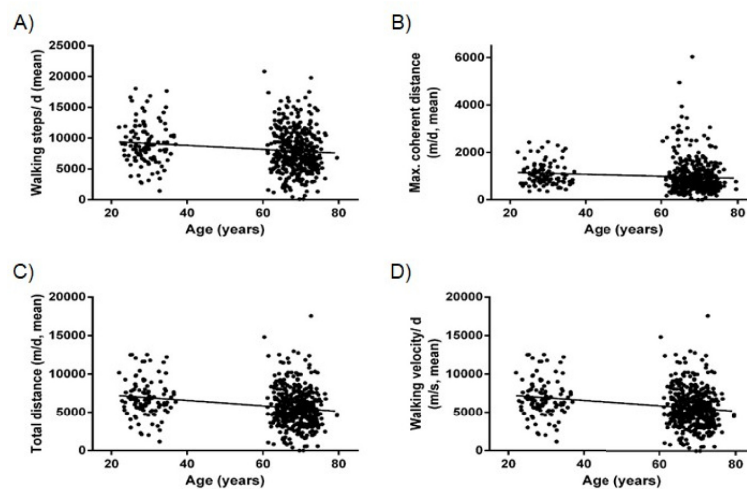 A)
Walking steps/ d (mean)
25000
20000
15000
10000
5000
0
20 40 60 80
Age (years)
B)
Max. coherent distance
(m/d, mean)
6000
4000
2000
0
20 40 60 80
Age (years)
C)
Total distance (m/d, mean)
20000
15000
10000
5000
0
20 40 60 80
Age (years)
D)
Walking velocity/ d
(m/s, mean)
20000
15000
10000
5000
0
20 40 60 80
Age (years)